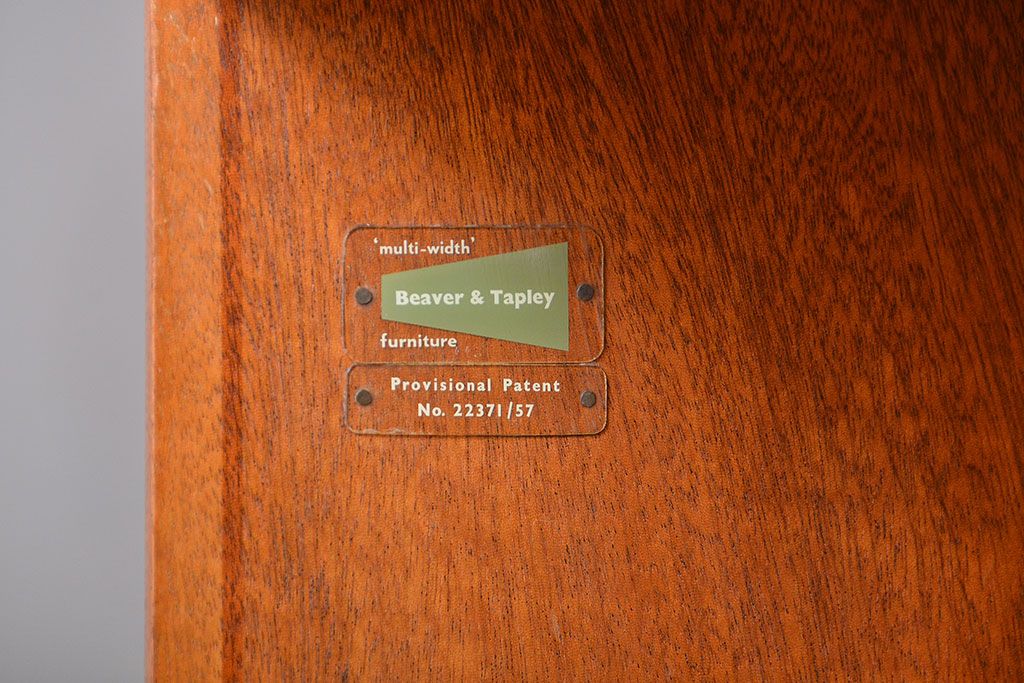 ‘multi-width’
Beaver & Tapley
furniture
Provisional Patent
No. 22371/57